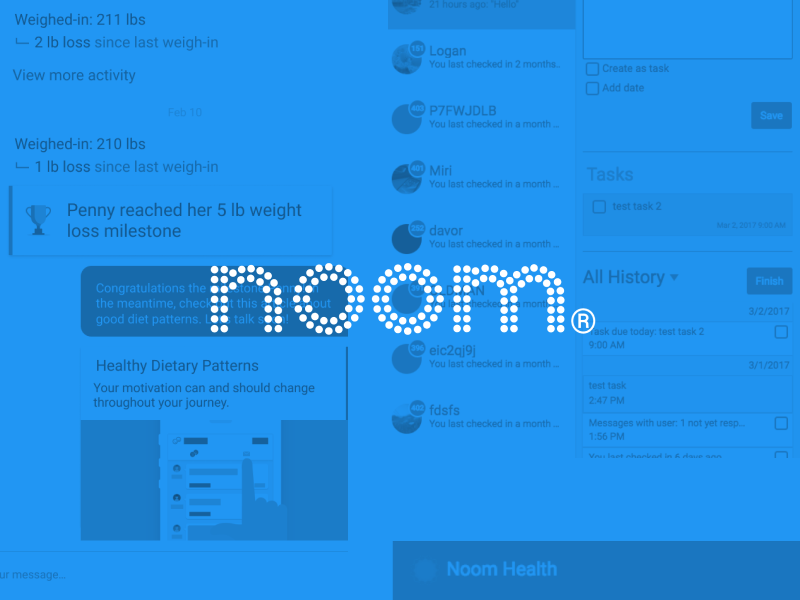 Weighed-in: 211 lbs
2 lb loss since last weigh-in
View more activity
Feb 10
Weighed-in: 210 lbs
1 lb loss since last weigh-in
Penny reached her 5 lb weight
loss milestone
Congratulations the
the meantime, check this
good diet patterns. talk
Healthy Dietary Patterns
Your motivation can and should change
throughout your journey.
ur message...
21 hours ago: "Hello"
Logan
You last checked in 2 months..
P7FWJDLB
You last checked in a month ...
Miri
You last checked in a month ...
davor
You last checked in a month ...
noom®
eic2qj9j
You last checked in a month ...
fdsfs
You last checked in a month ...
Create as task
Add date
Save
Tasks
test task 2
Mar 2, 2017 9:00 AM
All History
Finish
3/2/2017
Task due today: test task 2
9:00 AM
3/1/2017
test task
2:47 PM
Messages with user: 1 not yet resp...
1:56 PM
You last checked in 6 days ago
Noom Health